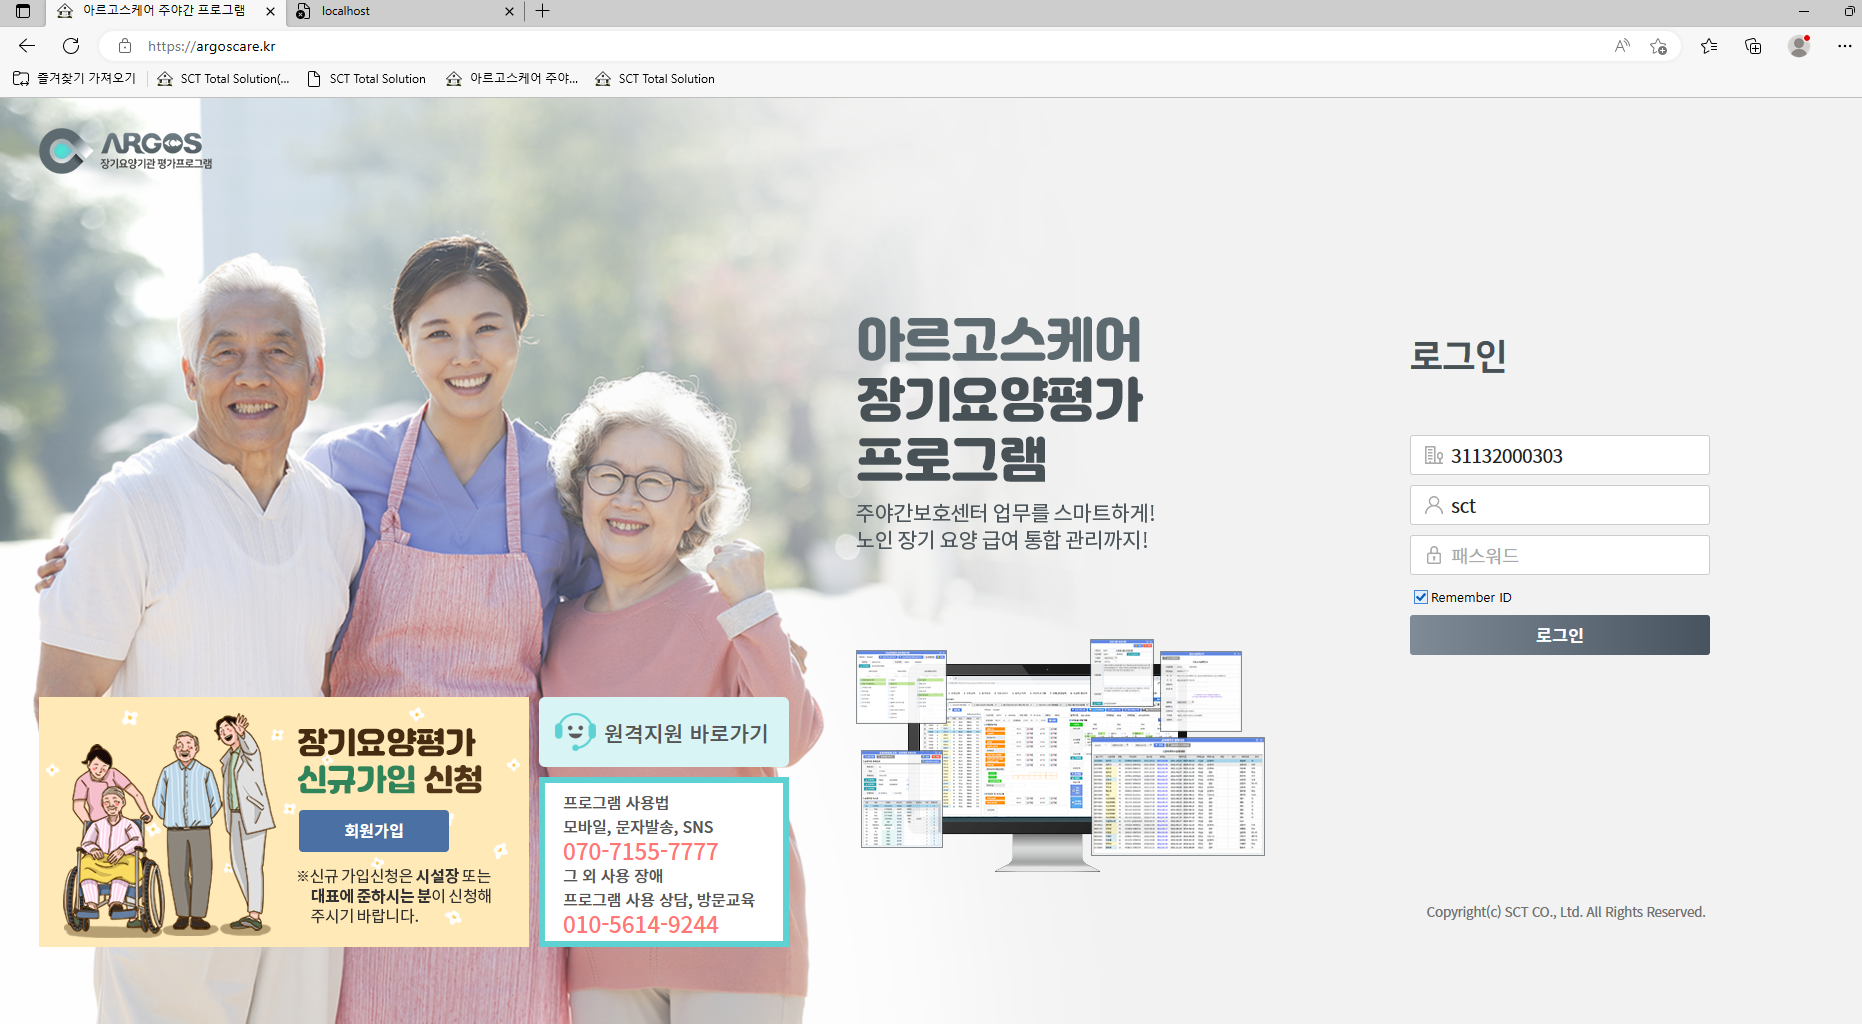 아르고스케어 주야간 프로그램
localhost
https://argoscare.kr
즐겨찾기 가져오기
SCT Total Solution(...
SCT Total Solution
아르고스케어 주야...
SCT Total Solution
ARGOS
장기요양기관 평가프로그램
아르고스케어
장기요양평가
프로그램
주야간보호센터 업무를 스마트하게!
노인 장기 요양 급여 통합 관리까지!
로그인
31132000303
sct
패스워드
Remember ID
로그인
장기요양평가
신규가입 신청
회원가입
※신규 가입신청은 시설장 또는
대표에 준하시는 분이 신청해
주시기 바랍니다.
원격지원 바로가기
프로그램 사용법
모바일, 문자발송, SNS
070-7155-7777
그 외 사용 장애
프로그램 사용 상담, 방문교육
010-5614-9244
Copyright(c) SCT CO., Ltd. All Rights Reserved.